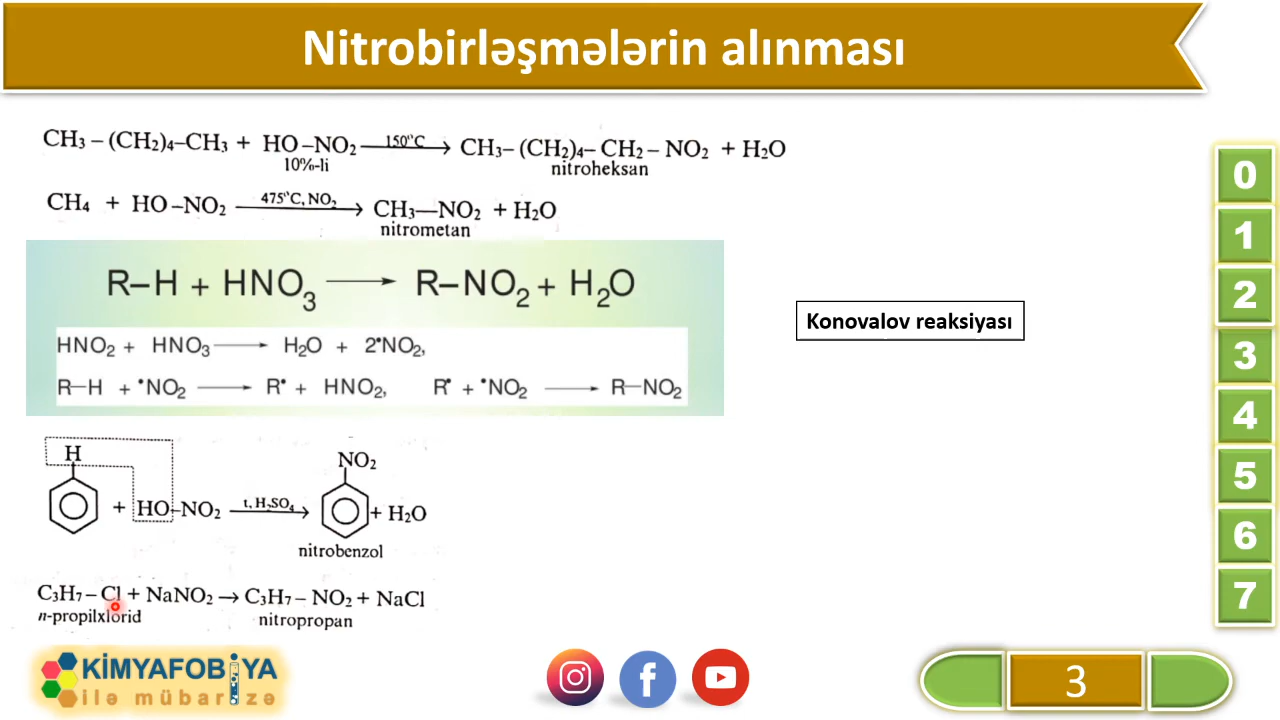 Nitrobirləşmələrin alınması
CH₃ – (CH₂)₄–CH₃ + HO –NO₂ 150°C → CH₃– (CH₂)₄– CH₂ – NO₂ + H₂O
10%-li
nitroheksan
CH₄ + HO –NO₂ 475°C, NO₂ → CH₃—NO₂ + H₂O
nitrometan
R–H + HNO₃ → R–NO₂ + H₂O
Konovalov reaksiyası
HNO₂ + HNO₃ → H₂O + 2•NO₂,
R–H + •NO₂ → R• + HNO₂, R• + •NO₂ → R–NO₂
H
NO₂
+ HO–NO₂ t, H₂SO₄ → + H₂O
nitrobenzol
C₃H₇ – Cl + NaNO₂ → C₃H₇ – NO₂ + NaCl
n-propilxlorid
nitropropan
0
1
2
3
4
5
6
7
KİMYAFOBİYA
ilə mübarizə
3